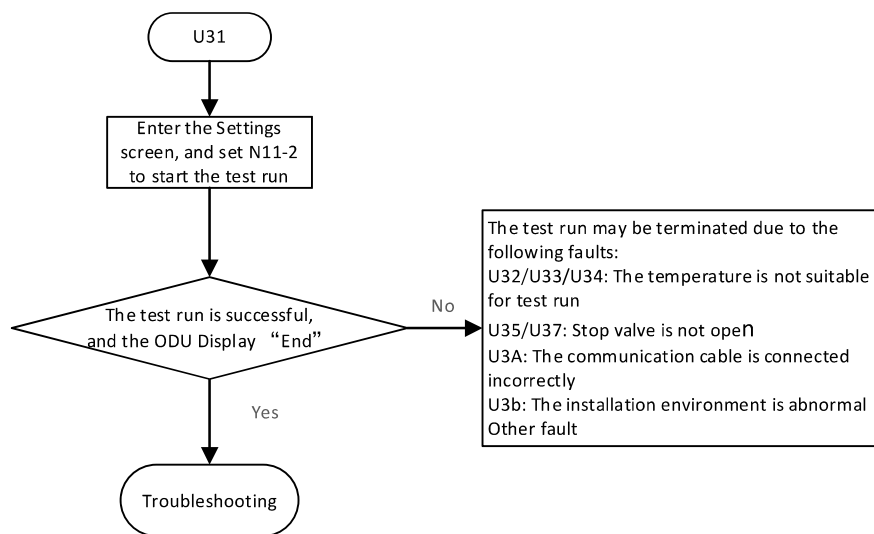 U31
Enter the Settings
screen, and set N11-2
to start the test run
The test run is successful,
and the ODU Display “End”
No
The test run may be terminated due to the
following faults:
U32/U33/U34: The temperature is not suitable
for test run
U35/U37: Stop valve is not open
U3A: The communication cable is connected
incorrectly
U3b: The installation environment is abnormal
Other fault
Yes
Troubleshooting